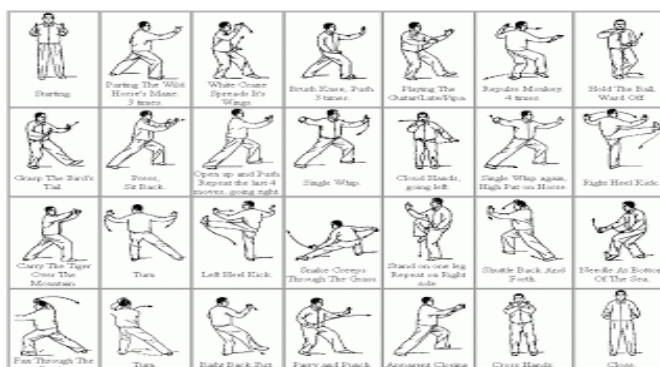 Starting
Parting The Wild
Horse's Mane.
3 times.
White Crane
Spreads It's
Wings
Brush Knee, Push
3 times.
Playing The
Guitar/Lute/Pipa.
Repulse Monkey
4 times
Hold The Ball,
Ward Off
Grasp The Bird's
Tail
Press,
Sit Back.
Open up and Push
Repeat the last 4
moves, going right.
Single Whip.
Cloud Hands,
going left.
Single Whip again,
High Pat on Horse
Right Heel Kick.
Carry The Tiger
Over The
Mountain
Turn
Left Heel Kick.
Snake Creeps
Through The Grass.
Stand on one leg
Repeat on Right
side
Shuttle Back And
Forth.
Needle At Bottom
Of The Sea.
Fan Through The
Turn
Right Back Fist
Parry and Punch
Apparent Closing
Cross Hands.
Close.